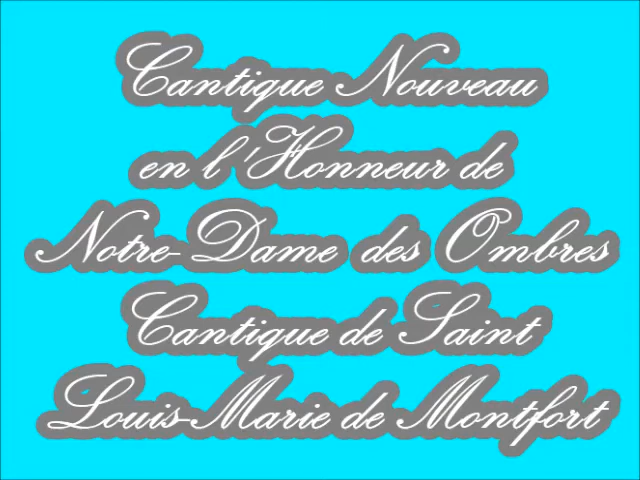 Cantique Nouveau
en l'Honneur de
Notre-Dame des Ombres
Cantique de Saint
Louis-Marie de Montfort